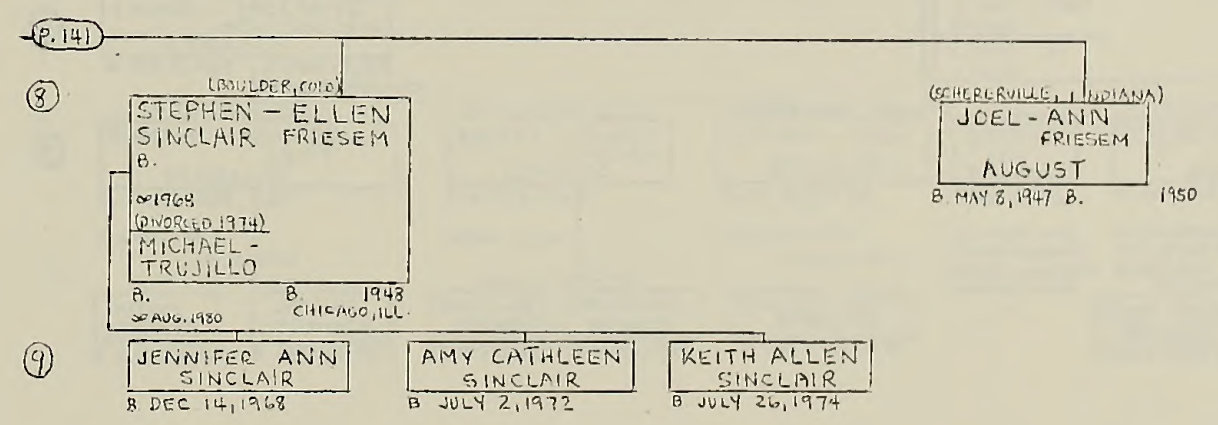 P. 141
8
(BOULDER, COLO)
STEPHEN - ELLEN
SINCLAIR FRIESEM
B.
∞1968
(DIVORCED 1974)
MICHAEL -
TRUJILLO
B. B. 1948
∞ AUG. 1980 CHICAGO, ILL.
(SCHERERVILLE, INDIANA)
JOEL - ANN
FRIESEM
AUGUST
B. MAY 8, 1947 B. 1950
9
JENNIFER ANN
SINCLAIR
B DEC 14, 1968
AMY CATHLEEN
SINCLAIR
B JULY 2, 1972
KEITH ALLEN
SINCLAIR
B JULY 26, 1974